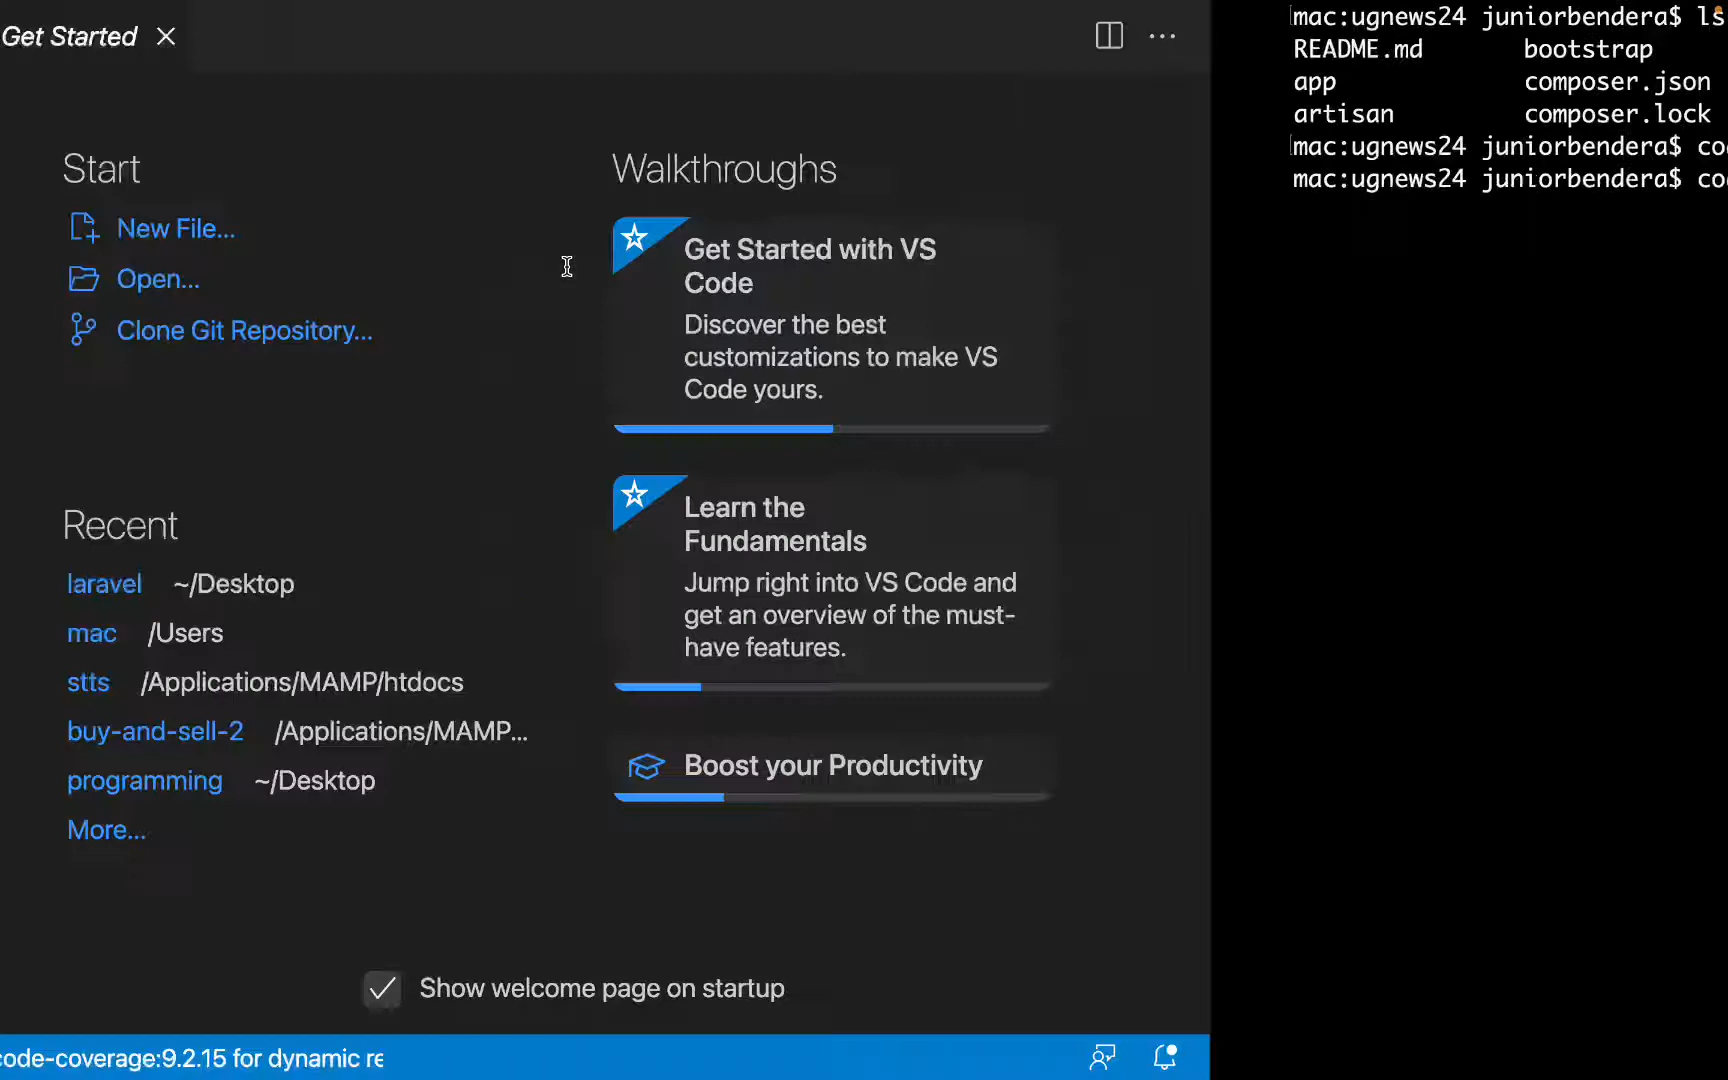 Get Started
Start
New File...
Open...
Clone Git Repository...
Recent
laravel ~/Desktop
mac /Users
stts /Applications/MAMP/htdocs
buy-and-sell-2 /Applications/MAMP...
programming ~/Desktop
More...
Walkthroughs
Get Started with VS
Code
Discover the best
customizations to make VS
Code yours.
Learn the
Fundamentals
Jump right into VS Code and
get an overview of the must-
have features.
Boost your Productivity
Show welcome page on startup
code-coverage:9.2.15 for dynamic re
mac:ugnews24 juniorbendera$ ls
README.md bootstrap
app composer.json
artisan composer.lock
mac:ugnews24 juniorbendera$
mac:ugnews24 juniorbendera$